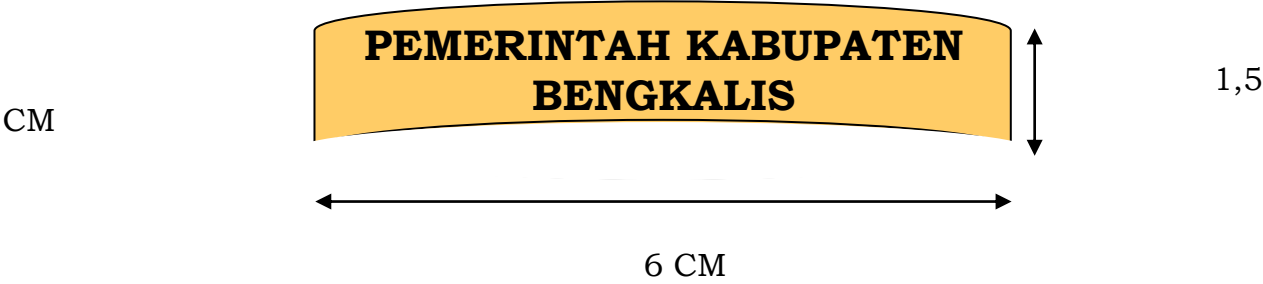 PEMERINTAH KABUPATEN
BENGKALIS
1,5
CM
6 CM